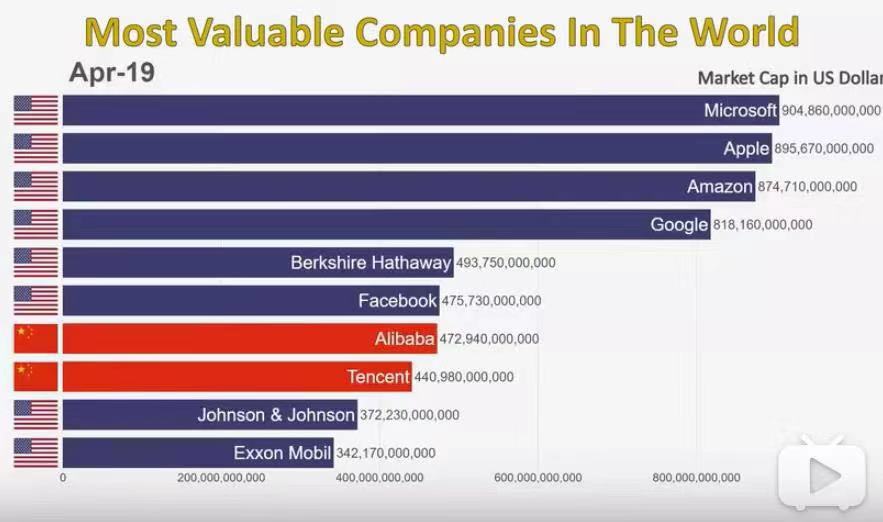 Most Valuable Companies In The World
Apr-19
Market Cap in US Dollar
Microsoft 904,860,000,000
Apple 895,670,000,000
Amazon 874,710,000,000
Google 818,160,000,000
Berkshire Hathaway 493,750,000,000
Facebook 475,730,000,000
Alibaba 472,940,000,000
Tencent 440,980,000,000
Johnson & Johnson 372,230,000,000
Exxon Mobil 342,170,000,000
0 200,000,000,000 400,000,000,000 600,000,000,000 800,000,000,000